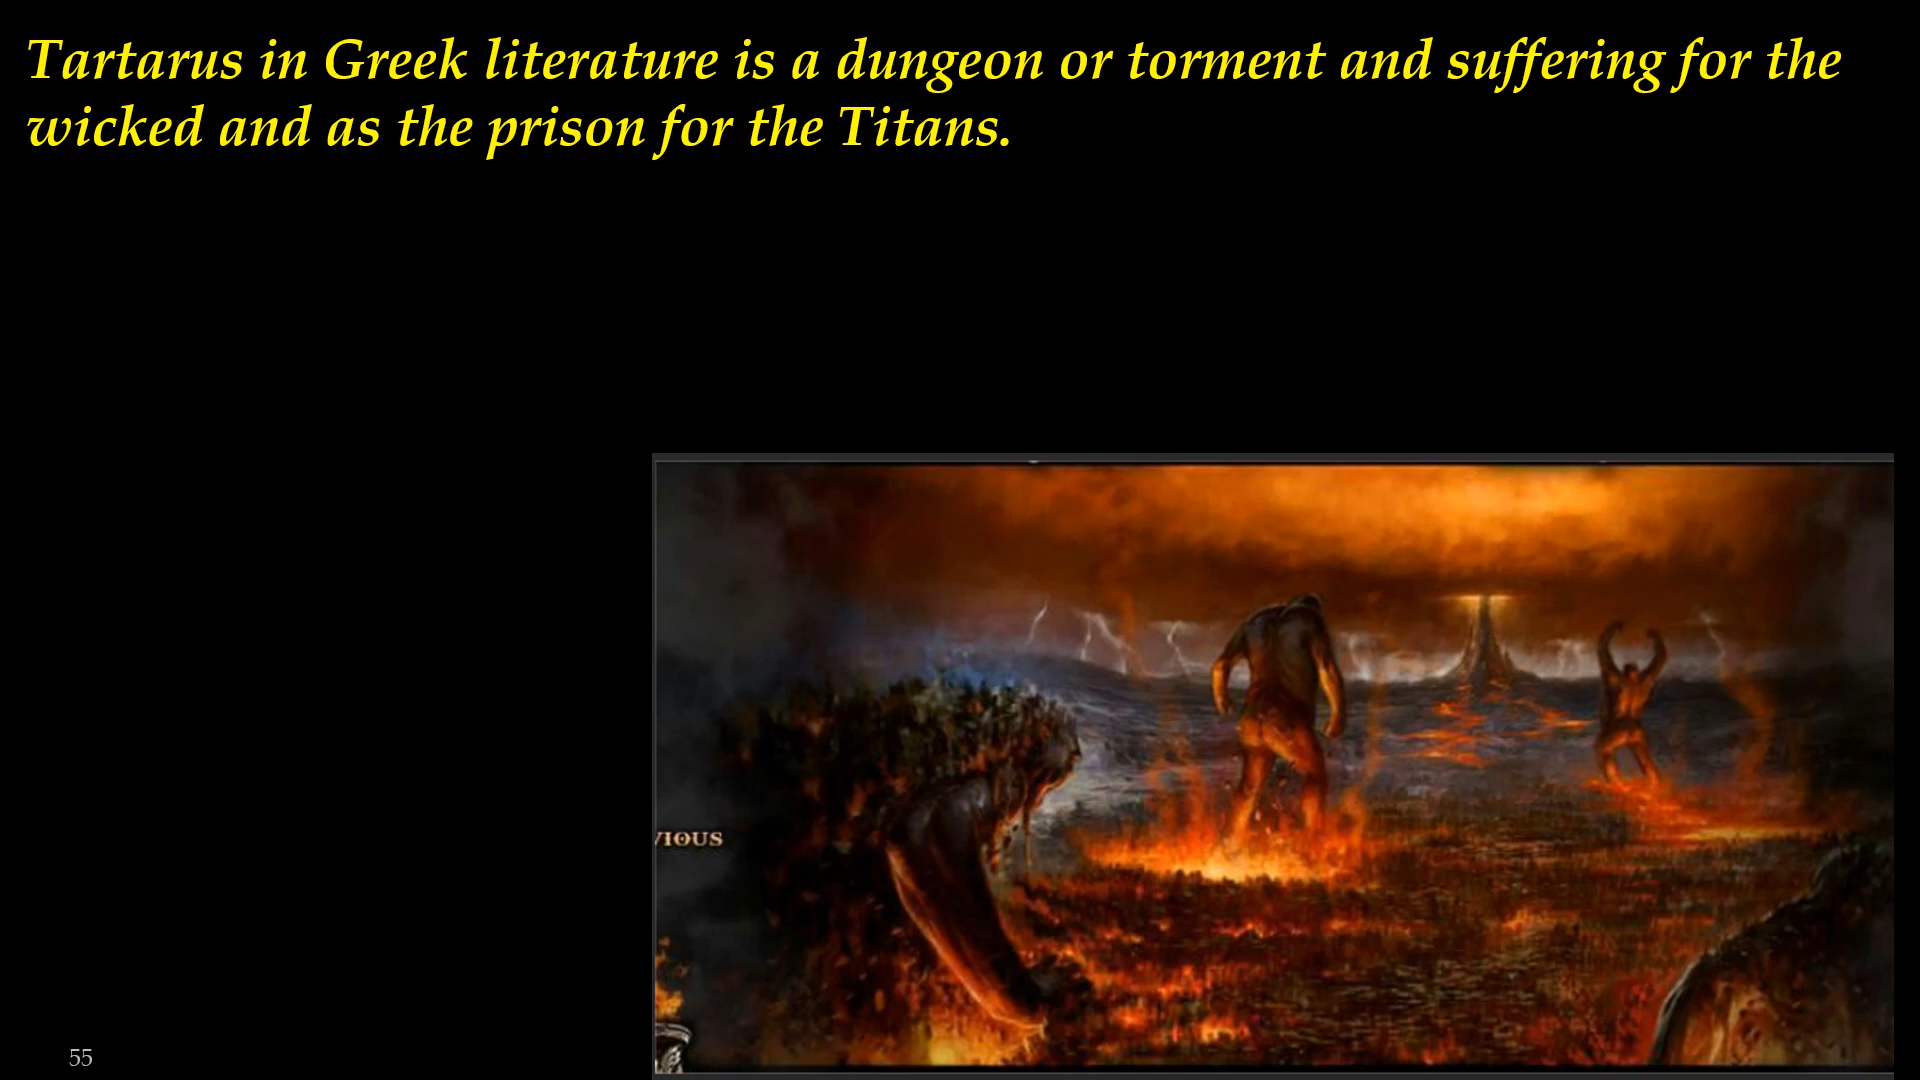 Tartarus in Greek literature is a dungeon or torment and suffering for the
wicked and as the prison for the Titans.
VIOUS
55